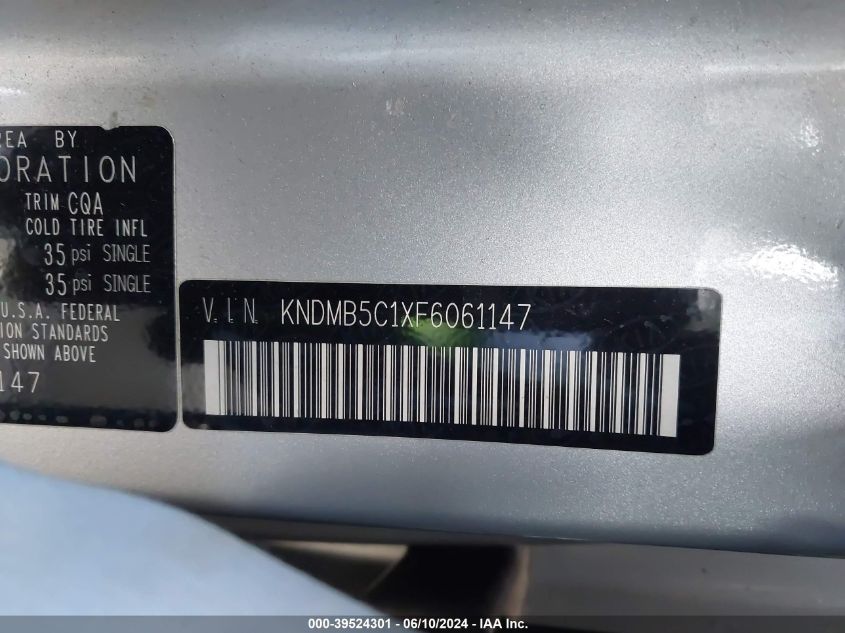 REA BY
ORATION
TRIM CQA
COLD TIRE INFL
35 psi SINGLE
35 psi SINGLE
U.S.A. FEDERAL
ION STANDARDS
SHOWN ABOVE
147
V.I.N. KNDMB5C1XF6061147
000-39524301 - 06/10/2024 - IAA Inc.